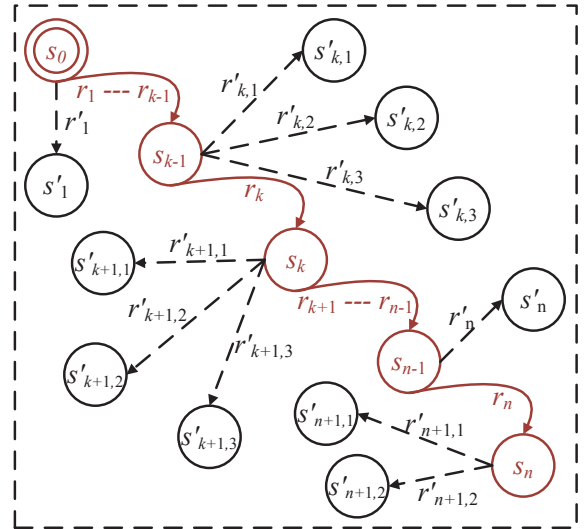 s₀
s'ₖ,₁
r₁ --- rₖ₋₁
r'ₖ,₁
r'₁
r'ₖ,₂
s'ₖ,₂
sₖ₋₁
r'ₖ,₃
s'₁
rₖ
s'ₖ,₃
r'ₖ₊₁,₁
s'ₖ₊₁,₁
sₖ
r'ₖ₊₁,₂
rₖ₊₁ --- rₙ₋₁
r'ₙ
s'ₙ
r'ₖ₊₁,₃
sₙ₋₁
s'ₖ₊₁,₂
rₙ
s'ₙ₊₁,₁
r'ₙ₊₁,₁
s'ₖ₊₁,₃
sₙ
s'ₙ₊₁,₂
r'ₙ₊₁,₂